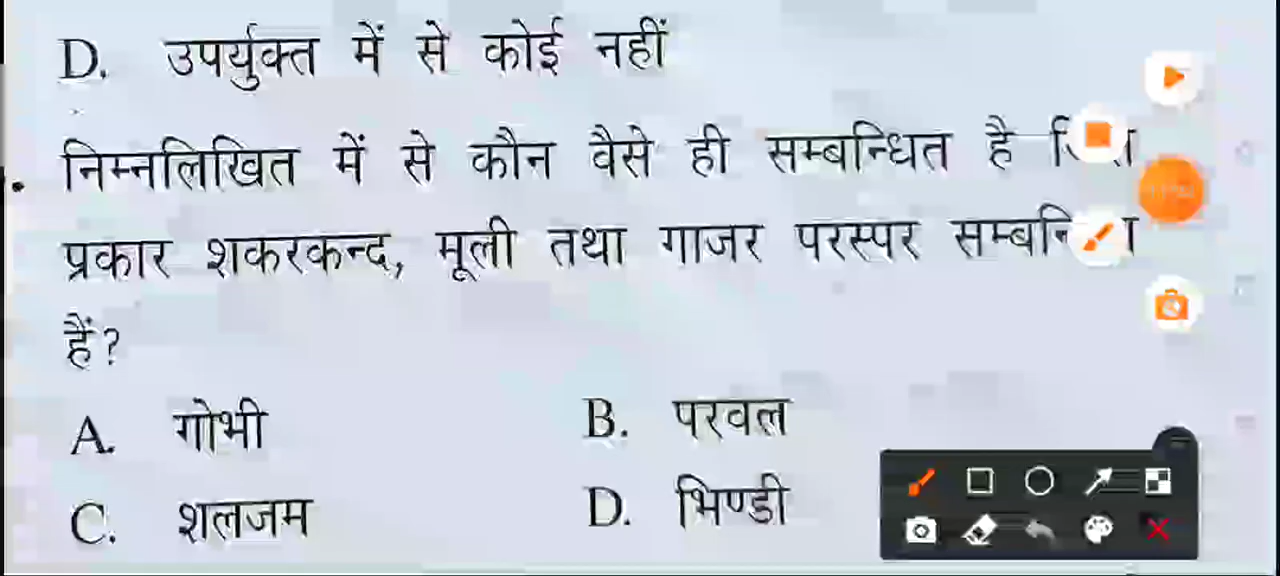 D. उपर्युक्त में से कोई नहीं
निम्नलिखित में से कौन वैसे ही सम्बन्धित है
प्रकार शकरकन्द, मूली तथा गाजर परस्पर
हैं?
A. गोभी B. परवल
C. शलजम D. भिण्डी